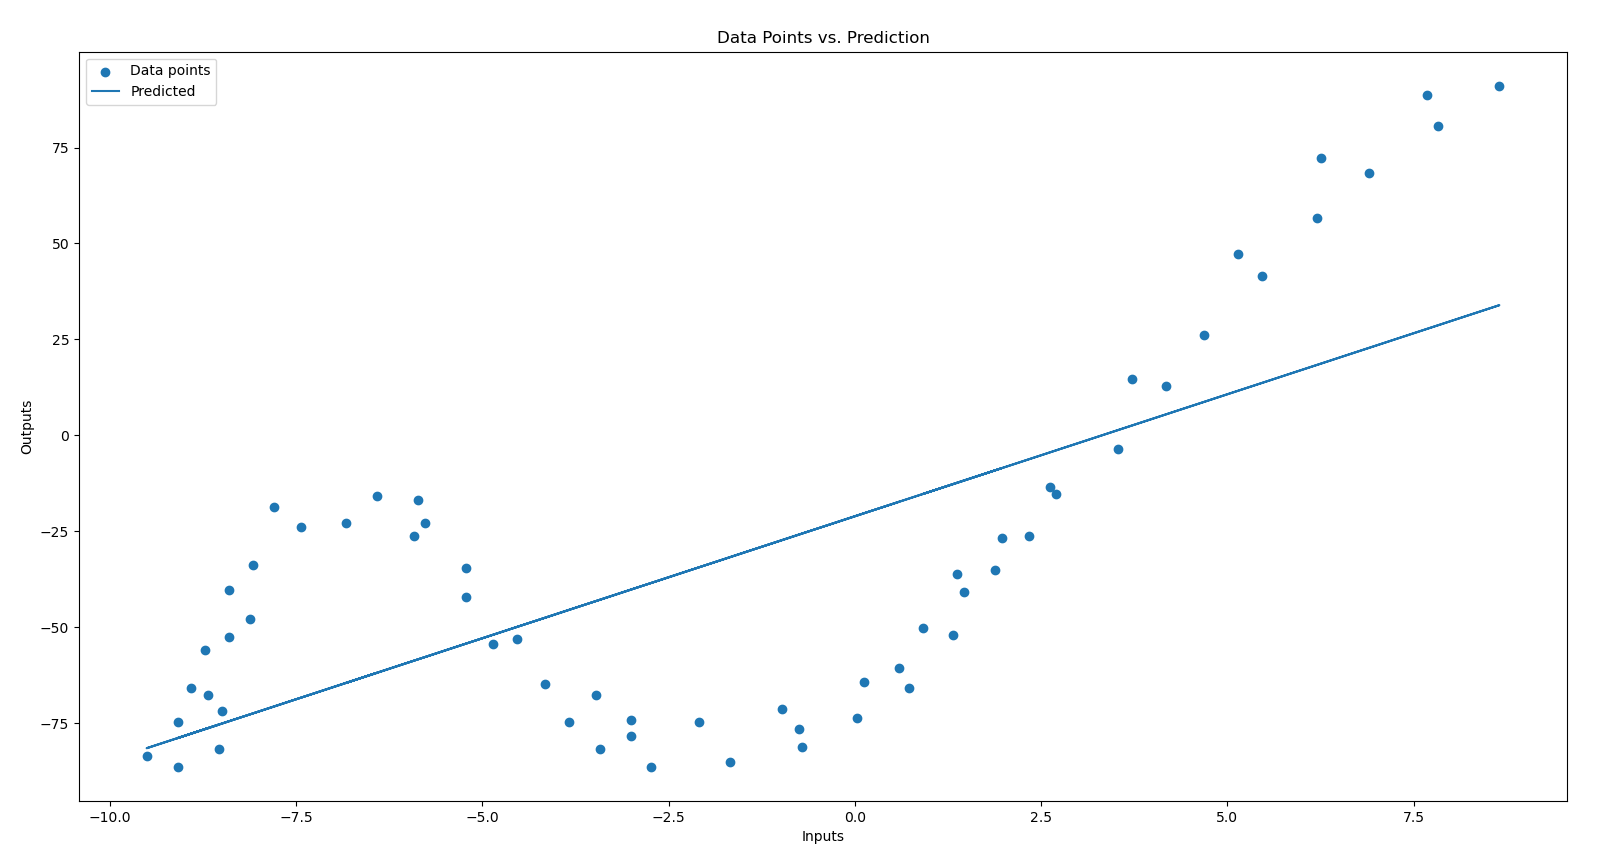 Data Points vs. Prediction
Data points
Predicted
75
50
25
0
−25
−50
−75
Outputs
−10.0 −7.5 −5.0 −2.5 0.0 2.5 5.0 7.5
Inputs